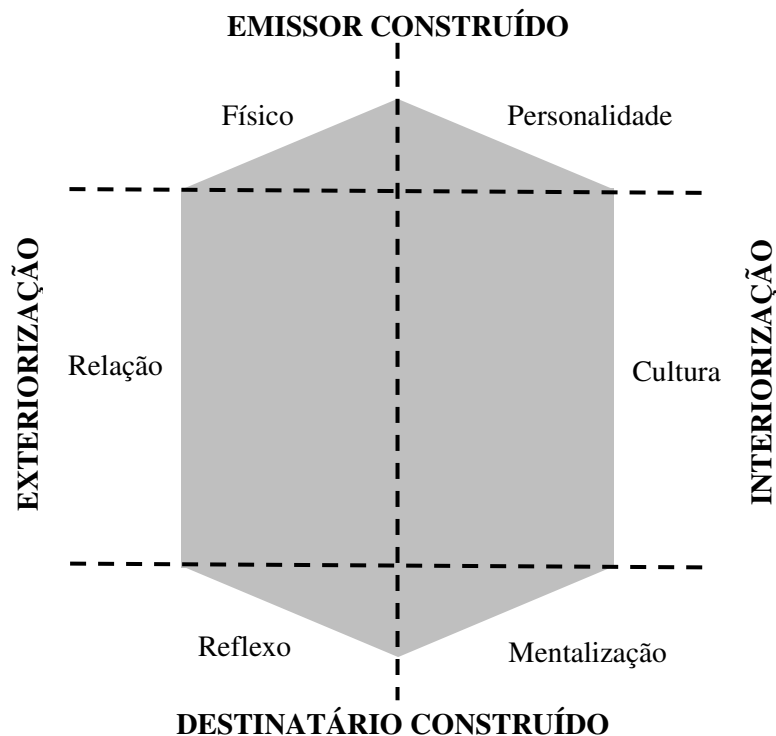 EMISSOR CONSTRUÍDO
Físico
Personalidade
EXTERIORIZAÇÃO
Relação
Cultura
INTERIORIZAÇÃO
Reflexo
Mentalização
DESTINATÁRIO CONSTRUÍDO